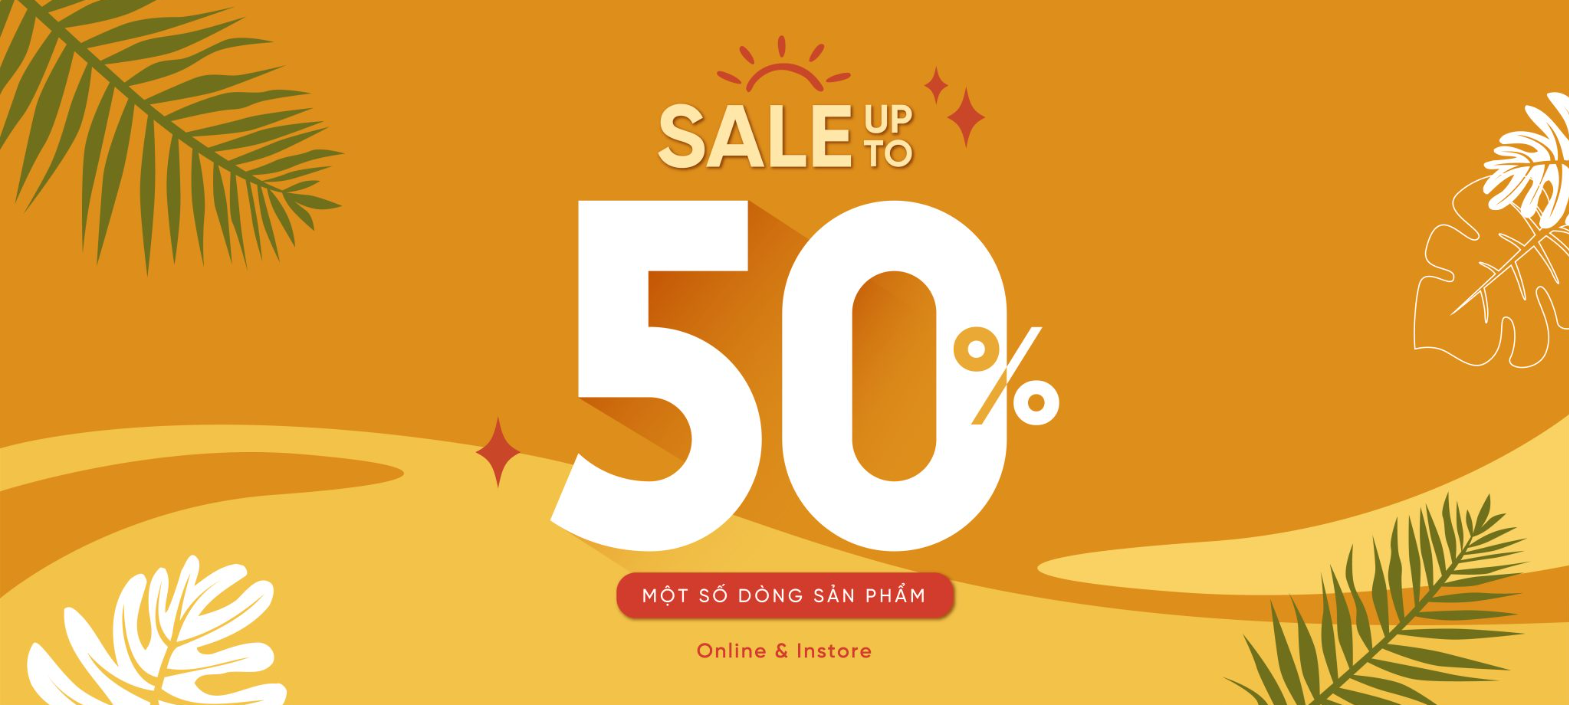 SALE UP TO
50%
MỘT SỐ DÒNG SẢN PHẨM
Online & Instore